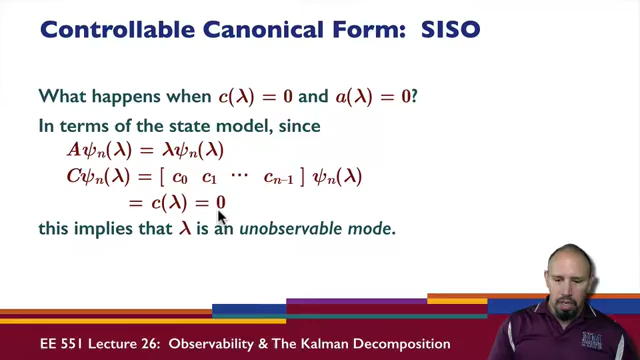 Controllable Canonical Form: SISO
What happens when c(λ) = 0 and a(λ) = 0?
In terms of the state model, since
Aψₙ(λ) = λψₙ(λ)
Cψₙ(λ) = [ c₀ c₁ ⋯ cₙ₋₁ ] ψₙ(λ)
= c(λ) = 0
this implies that λ is an unobservable mode.
EE 551 Lecture 26: Observability & The Kalman Decomposition